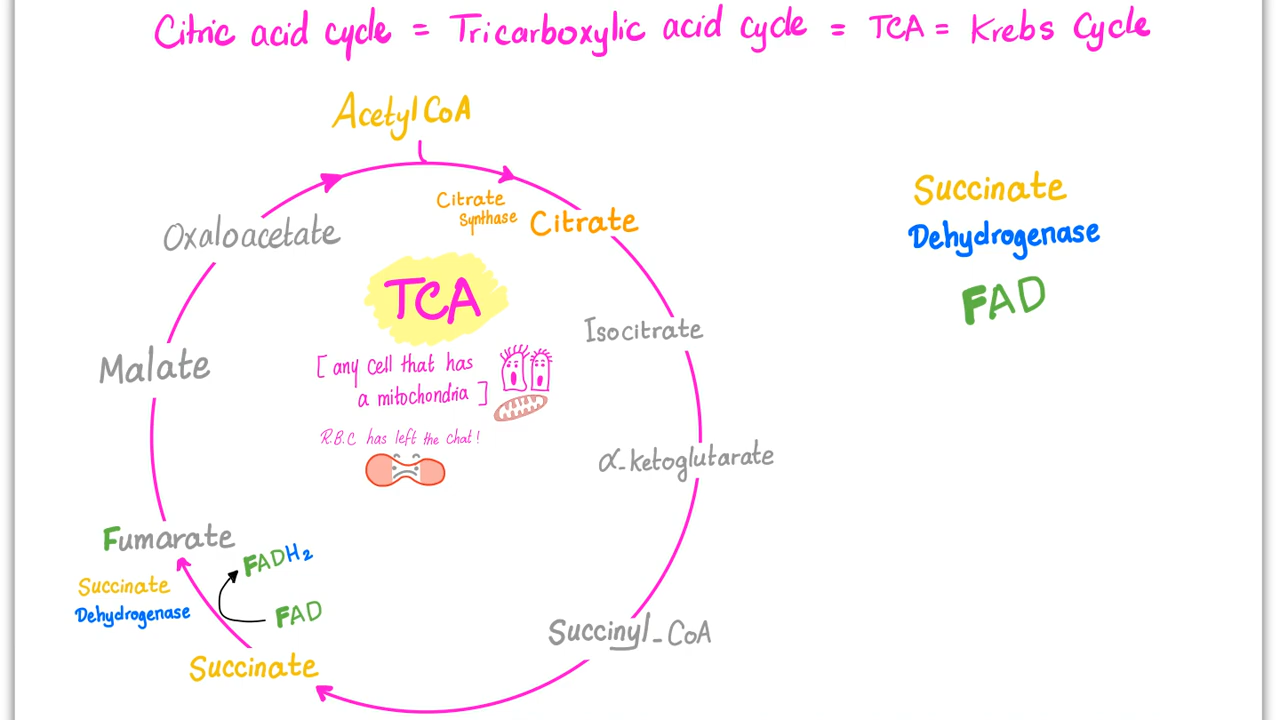 Citric acid cycle = Tricarboxylic acid cycle = TCA = Krebs Cycle
Acetyl CoA
Citrate
Synthase
Citrate
Oxaloacetate
TCA
Isocitrate
Malate
[ any cell that has
a mitochondria ]
R.B.C has left the chat!
α-ketoglutarate
Fumarate
FADH2
Succinate
Dehydrogenase
FAD
Succinyl-CoA
Succinate
Succinate
Dehydrogenase
FAD